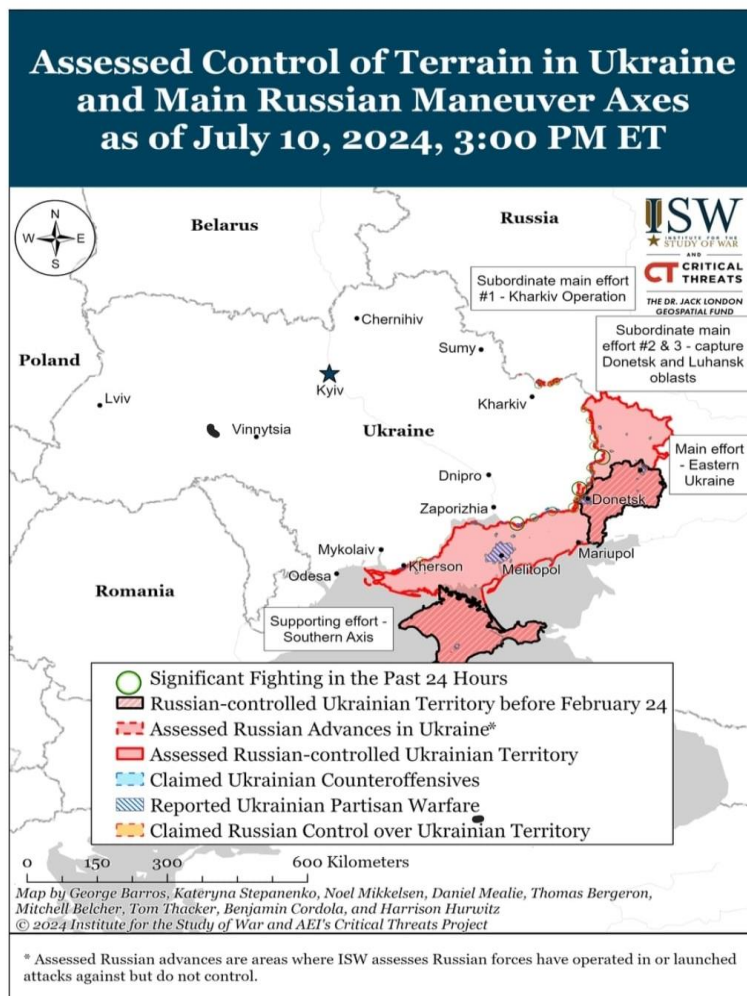 Assessed Control of Terrain in Ukraine
and Main Russian Maneuver Axes
as of July 10, 2024, 3:00 PM ET
N
W E
S
Belarus
Russia
ISW
INSTITUTE FOR THE
STUDY OF WAR
AND
CT CRITICAL
THREATS
THE DR. JACK LONDON
GEOSPATIAL FUND
Subordinate main effort
#1 - Kharkiv Operation
Subordinate main
effort #2 & 3 - capture
Donetsk and Luhansk
oblasts
Chernihiv
Sumy
Poland
Kyiv
Lviv
Kharkiv
Vinnytsia
Ukraine
Main effort
- Eastern
Ukraine
Dnipro
Donetsk
Zaporizhia
Mykolaiv
Mariupol
Kherson
Melitopol
Odesa
Romania
Supporting effort -
Southern Axis
Significant Fighting in the Past 24 Hours
Russian-controlled Ukrainian Territory before February 24
Assessed Russian Advances in Ukraine*
Assessed Russian-controlled Ukrainian Territory
Claimed Ukrainian Counteroffensives
Reported Ukrainian Partisan Warfare
Claimed Russian Control over Ukrainian Territory
0 150 300 600 Kilometers
Map by George Barros, Kateryna Stepanenko, Noel Mikkelsen, Daniel Mealie, Thomas Bergeron,
Mitchell Belcher, Tom Thacker, Benjamin Cordola, and Harrison Hurwitz
© 2024 Institute for the Study of War and AEI's Critical Threats Project
* Assessed Russian advances are areas where ISW assesses Russian forces have operated in or launched
attacks against but do not control.